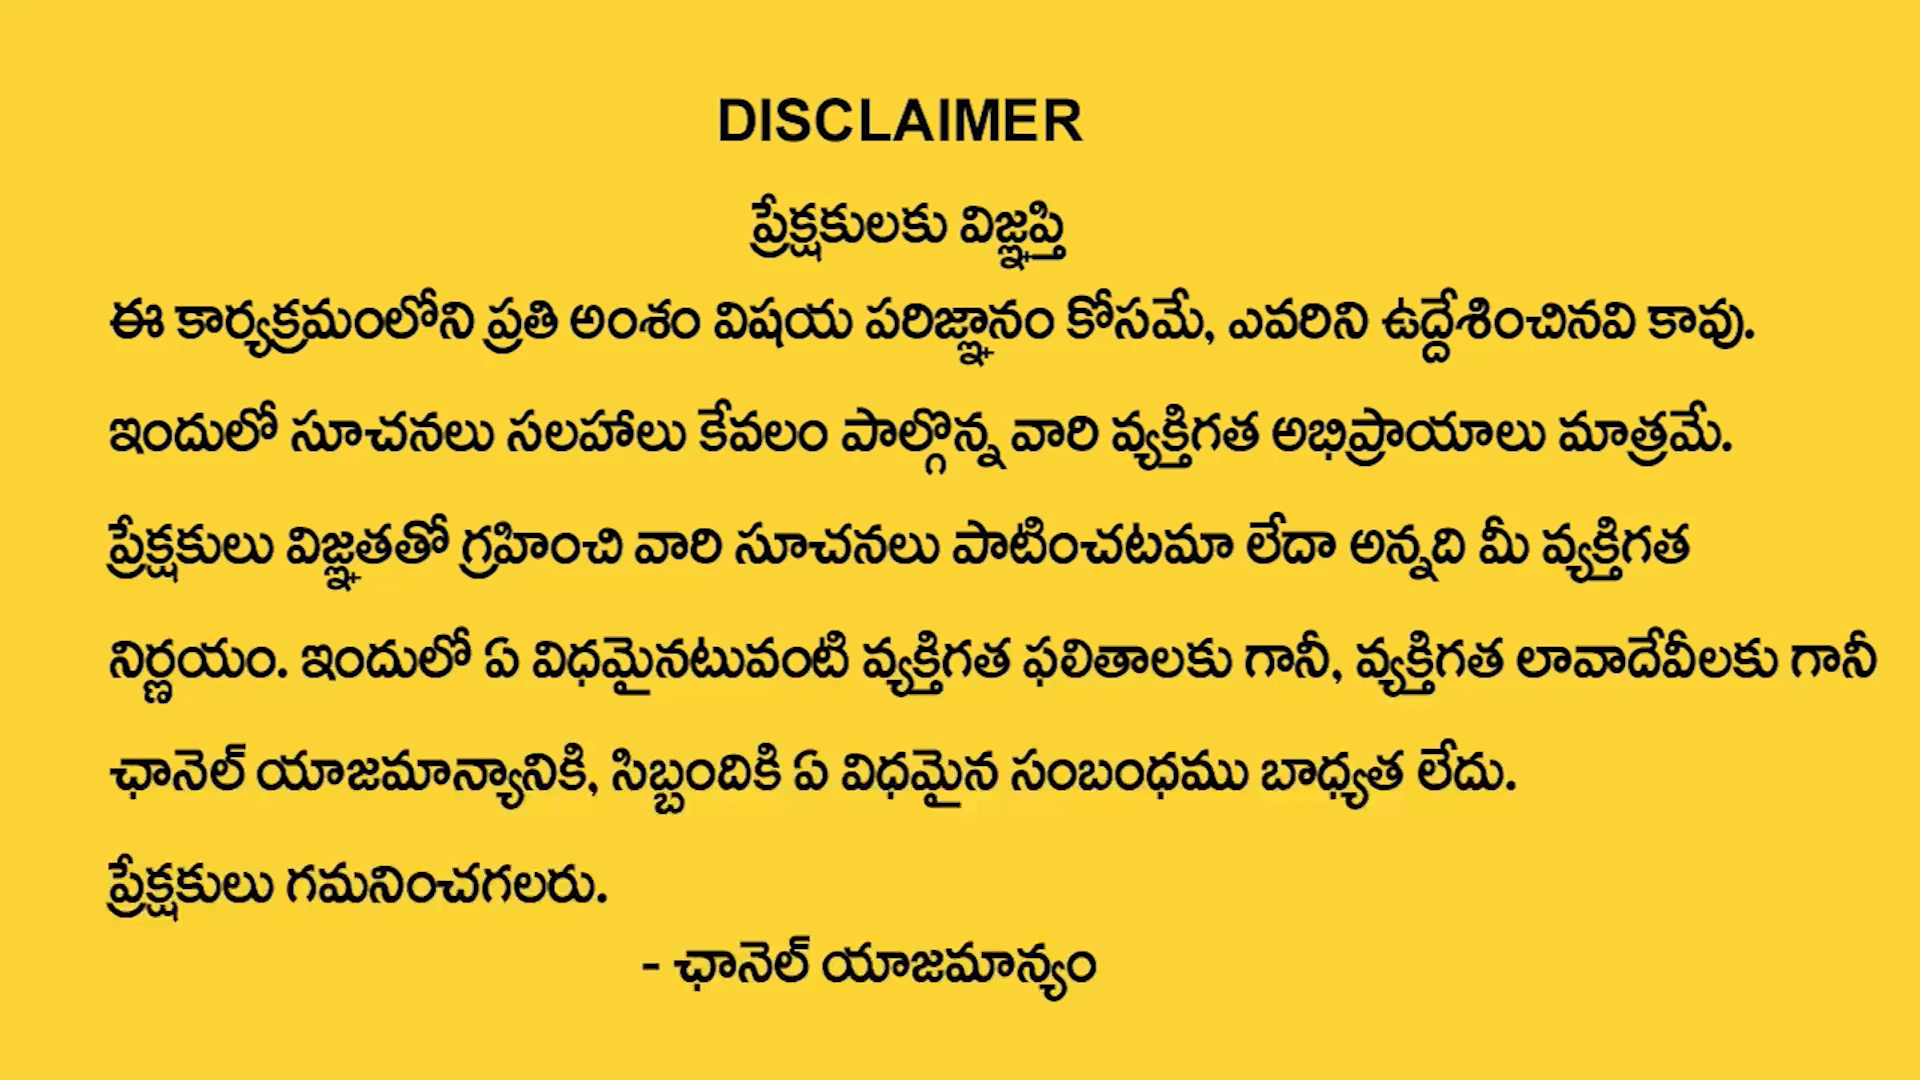 DISCLAIMER
ప్రేక్షకులకు విజ్ఞప్తి
ఈ కార్యక్రమంలోని ప్రతి అంశం విషయ పరిజ్ఞానం కోసమే, ఎవరిని ఉద్దేశించినవి కావు.
ఇందులో సూచనలు సలహాలు కేవలం పాల్గొన్న వారి వ్యక్తిగత అభిప్రాయాలు మాత్రమే.
ప్రేక్షకులు విజ్ఞతతో గ్రహించి వారి సూచనలు పాటించటమా లేదా అన్నది మీ వ్యక్తిగత
నిర్ణయం. ఇందులో ఏ విధమైనటువంటి వ్యక్తిగత ఫలితాలకు గానీ, వ్యక్తిగత లావాదేవీలకు గానీ
ఛానెల్ యాజమాన్యానికి, సిబ్బందికి ఏ విధమైన సంబంధము బాధ్యత లేదు.
ప్రేక్షకులు గమనించగలరు.
- ఛానెల్ యాజమాన్యం